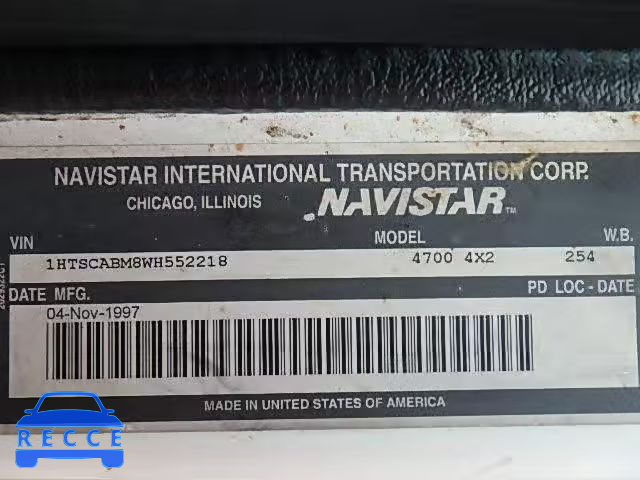 NAVISTAR INTERNATIONAL TRANSPORTATION CORP.
CHICAGO, ILLINOIS NAVISTAR™
VIN MODEL W.B.
1HTSCABM8WH552218 4700 4X2 254
DATE MFG. PD LOC - DATE
04-Nov-1997
MADE IN UNITED STATES OF AMERICA
RECCE